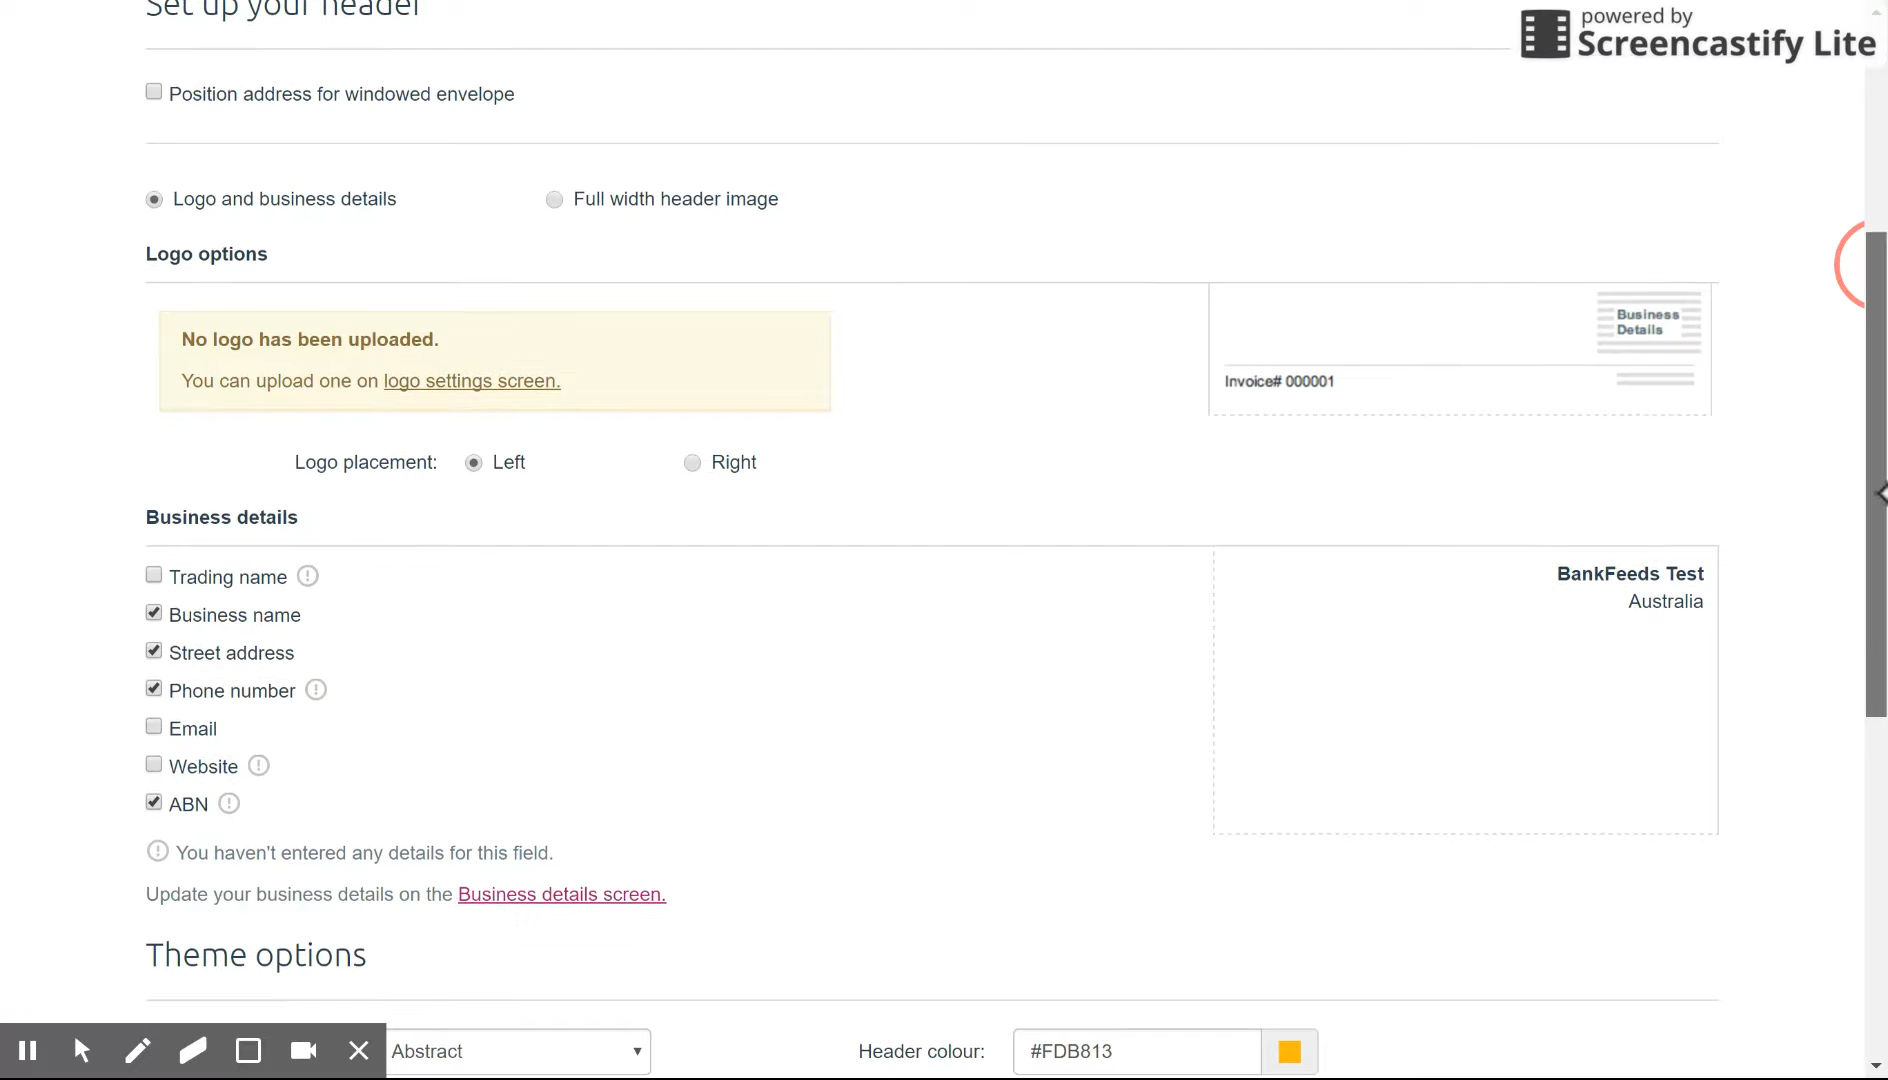 Set up your header
powered by
Screencastify Lite
Position address for windowed envelope
Logo and business details
Full width header image
Logo options
No logo has been uploaded.
You can upload one on logo settings screen.
Business
Details
Invoice# 000001
Logo placement:
Left
Right
Business details
Trading name
Business name
Street address
Phone number
Email
Website
ABN
BankFeeds Test
Australia
You haven't entered any details for this field.
Update your business details on the Business details screen.
Theme options
Abstract
Header colour:
#FDB813